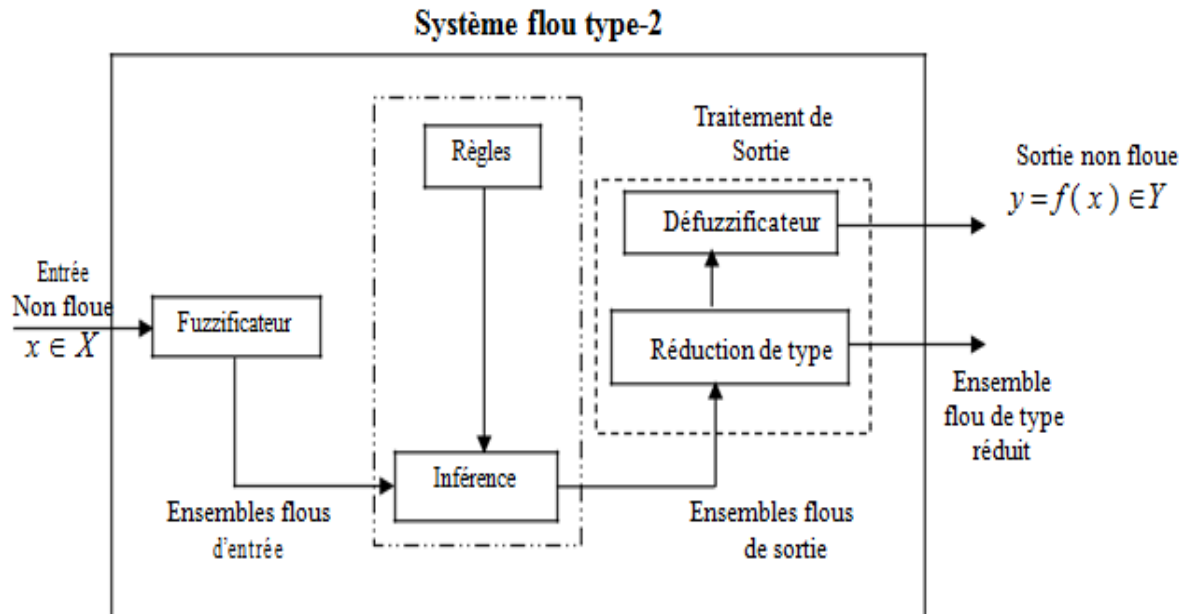 Système flou type-2
Traitement de
Sortie
Règles
Sortie non floue
y = f( x ) ∈ Y
Défuzzificateur
Entrée
Non floue
x ∈ X
Fuzzificateur
Réduction de type
Ensemble
flou de type
réduit
Inférence
Ensembles flous
d'entrée
Ensembles flous
de sortie